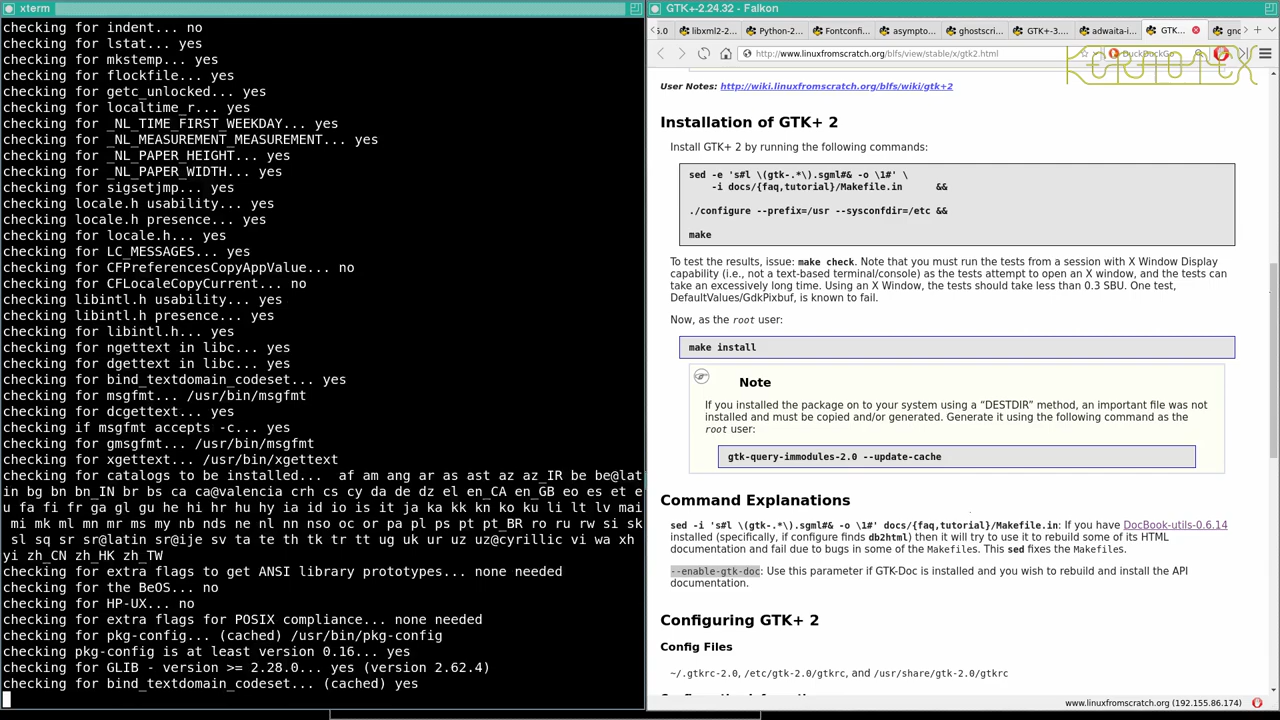 xterm
checking for indent... no
checking for lstat... yes
checking for mkstemp... yes
checking for flockfile... yes
checking for getc_unlocked... yes
checking for localtime_r... yes
checking for _NL_TIME_FIRST_WEEKDAY... yes
checking for _NL_MEASUREMENT_MEASUREMENT... yes
checking for _NL_PAPER_HEIGHT... yes
checking for _NL_PAPER_WIDTH... yes
checking for sigsetjmp... yes
checking locale.h usability... yes
checking locale.h presence... yes
checking for locale.h... yes
checking for LC_MESSAGES... yes
checking for CFPreferencesCopyAppValue... no
checking for CFLocaleCopyCurrent... no
checking libintl.h usability... yes
checking libintl.h presence... yes
checking for libintl.h... yes
checking for ngettext in libc... yes
checking for dgettext in libc... yes
checking for bind_textdomain_codeset... yes
checking for msgfmt... /usr/bin/msgfmt
checking for dcgettext... yes
checking if msgfmt accepts -c... yes
checking for gmsgfmt... /usr/bin/msgfmt
checking for xgettext... /usr/bin/xgettext
checking for catalogs to be installed...  af am ang ar as ast az az_IR be be@lat
in bg bn bn_IN br bs ca ca@valencia crh cs cy da de dz el en_CA en_GB eo es et e
u fa fi fr ga gl gu he hi hr hu hy ia id io is it ja ka kk kn ko ku li lt lv mai
 mi mk ml mn mr ms my nb nds ne nl nn nso oc or pa pl ps pt pt_BR ro ru rw si sk
 sl sq sr sr@latin sr@ije sv ta te th tk tr tt ug uk ur uz uz@cyrillic vi wa xh
yi zh_CN zh_HK zh_TW
checking for extra flags to get ANSI library prototypes... none needed
checking for the BeOS... no
checking for HP-UX... no
checking for extra flags for POSIX compliance... none needed
checking for pkg-config... (cached) /usr/bin/pkg-config
checking pkg-config is at least version 0.16... yes
checking for GLIB - version >= 2.28.0... yes (version 2.62.4)
checking for bind_textdomain_codeset... (cached) yes
GTK+-2.24.32 - Falkon
5.0 libxml2-2... Python-2... Fontconfi... asympto... ghostscri... GTK+-3.... adwaita-i... GTK... gno
http://www.linuxfromscratch.org/blfs/view/stable/x/gtk2.html DuckDuckGo
User Notes: http://wiki.linuxfromscratch.org/blfs/wiki/gtk+2
Installation of GTK+ 2
Install GTK+ 2 by running the following commands:
sed -e 's#l \(gtk-.*\).sgml#& -o \1#' \
-i docs/{faq,tutorial}/Makefile.in &&
./configure --prefix=/usr --sysconfdir=/etc &&
make
To test the results, issue: make check. Note that you must run the tests from a session with X Window Display
capability (i.e., not a text-based terminal/console) as the tests attempt to open an X window, and the tests can
take an excessively long time. Using an X Window, the tests should take less than 0.3 SBU. One test,
DefaultValues/GdkPixbuf, is known to fail.
Now, as the root user:
make install
Note
If you installed the package on to your system using a “DESTDIR” method, an important file was not
installed and must be copied and/or generated. Generate it using the following command as the
root user:
gtk-query-immodules-2.0 --update-cache
Command Explanations
sed -i 's#l \(gtk-.*\).sgml#& -o \1#' docs/{faq,tutorial}/Makefile.in: If you have DocBook-utils-0.6.14
installed (specifically, if configure finds db2html) then it will try to use it to rebuild some of its HTML
documentation and fail due to bugs in some of the Makefiles. This sed fixes the Makefiles.
--enable-gtk-doc: Use this parameter if GTK-Doc is installed and you wish to rebuild and install the API
documentation.
Configuring GTK+ 2
Config Files
~/.gtkrc-2.0, /etc/gtk-2.0/gtkrc, and /usr/share/gtk-2.0/gtkrc
www.linuxfromscratch.org (192.155.86.174)